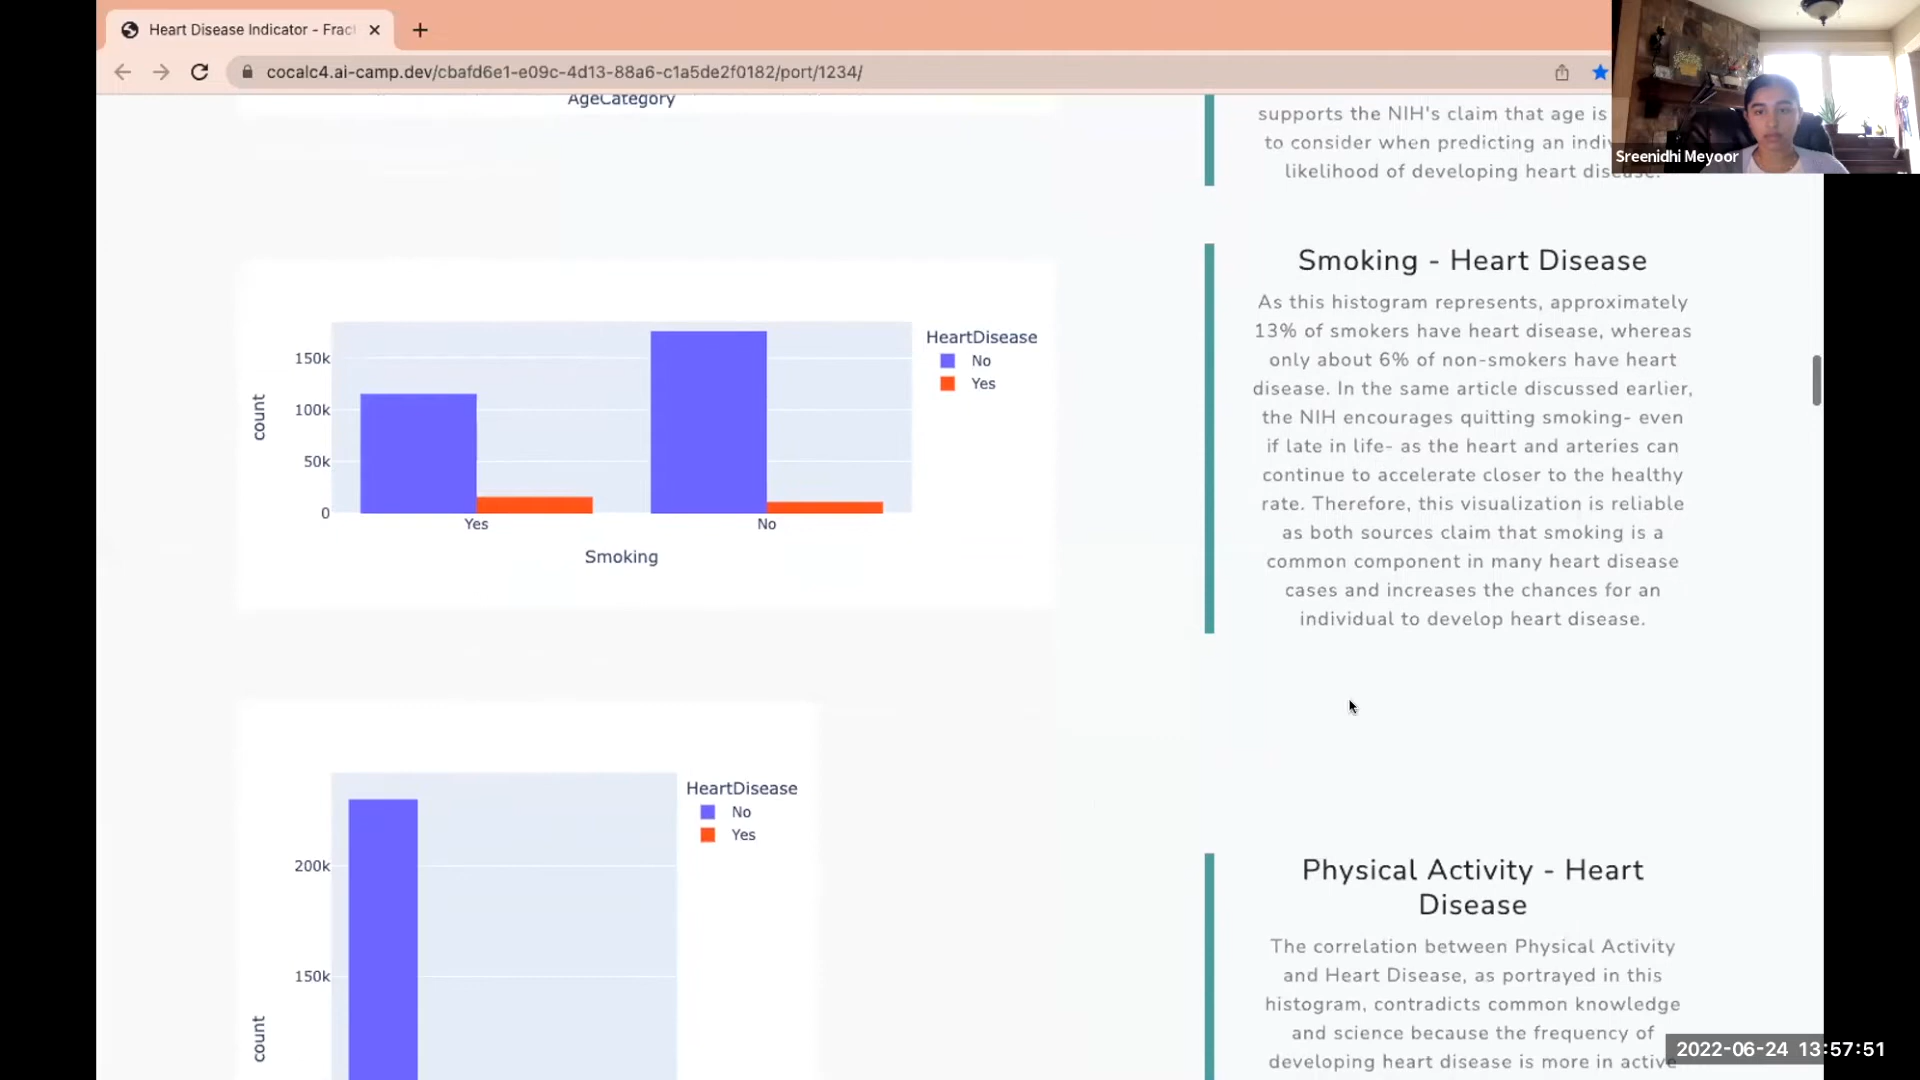 Heart Disease Indicator - Frac
cocalc4.ai-camp.dev/cbafd6e1-e09c-4d13-88a6-c1a5de2f0182/port/1234/
Sreenidhi Meyoor
AgeCategory
supports the NIH's claim that age is
to consider when predicting an indiv
likelihood of developing heart disease.
count
150k
100k
50k
0
Yes
No
Smoking
HeartDisease
No
Yes
Smoking - Heart Disease
As this histogram represents, approximately
13% of smokers have heart disease, whereas
only about 6% of non-smokers have heart
disease. In the same article discussed earlier,
the NIH encourages quitting smoking- even
if late in life- as the heart and arteries can
continue to accelerate closer to the healthy
rate. Therefore, this visualization is reliable
as both sources claim that smoking is a
common component in many heart disease
cases and increases the chances for an
individual to develop heart disease.
count
200k
150k
HeartDisease
No
Yes
Physical Activity - Heart
Disease
The correlation between Physical Activity
and Heart Disease, as portrayed in this
histogram, contradicts common knowledge
and science because the frequency of
developing heart disease is more in active
2022-06-24 13:57:51